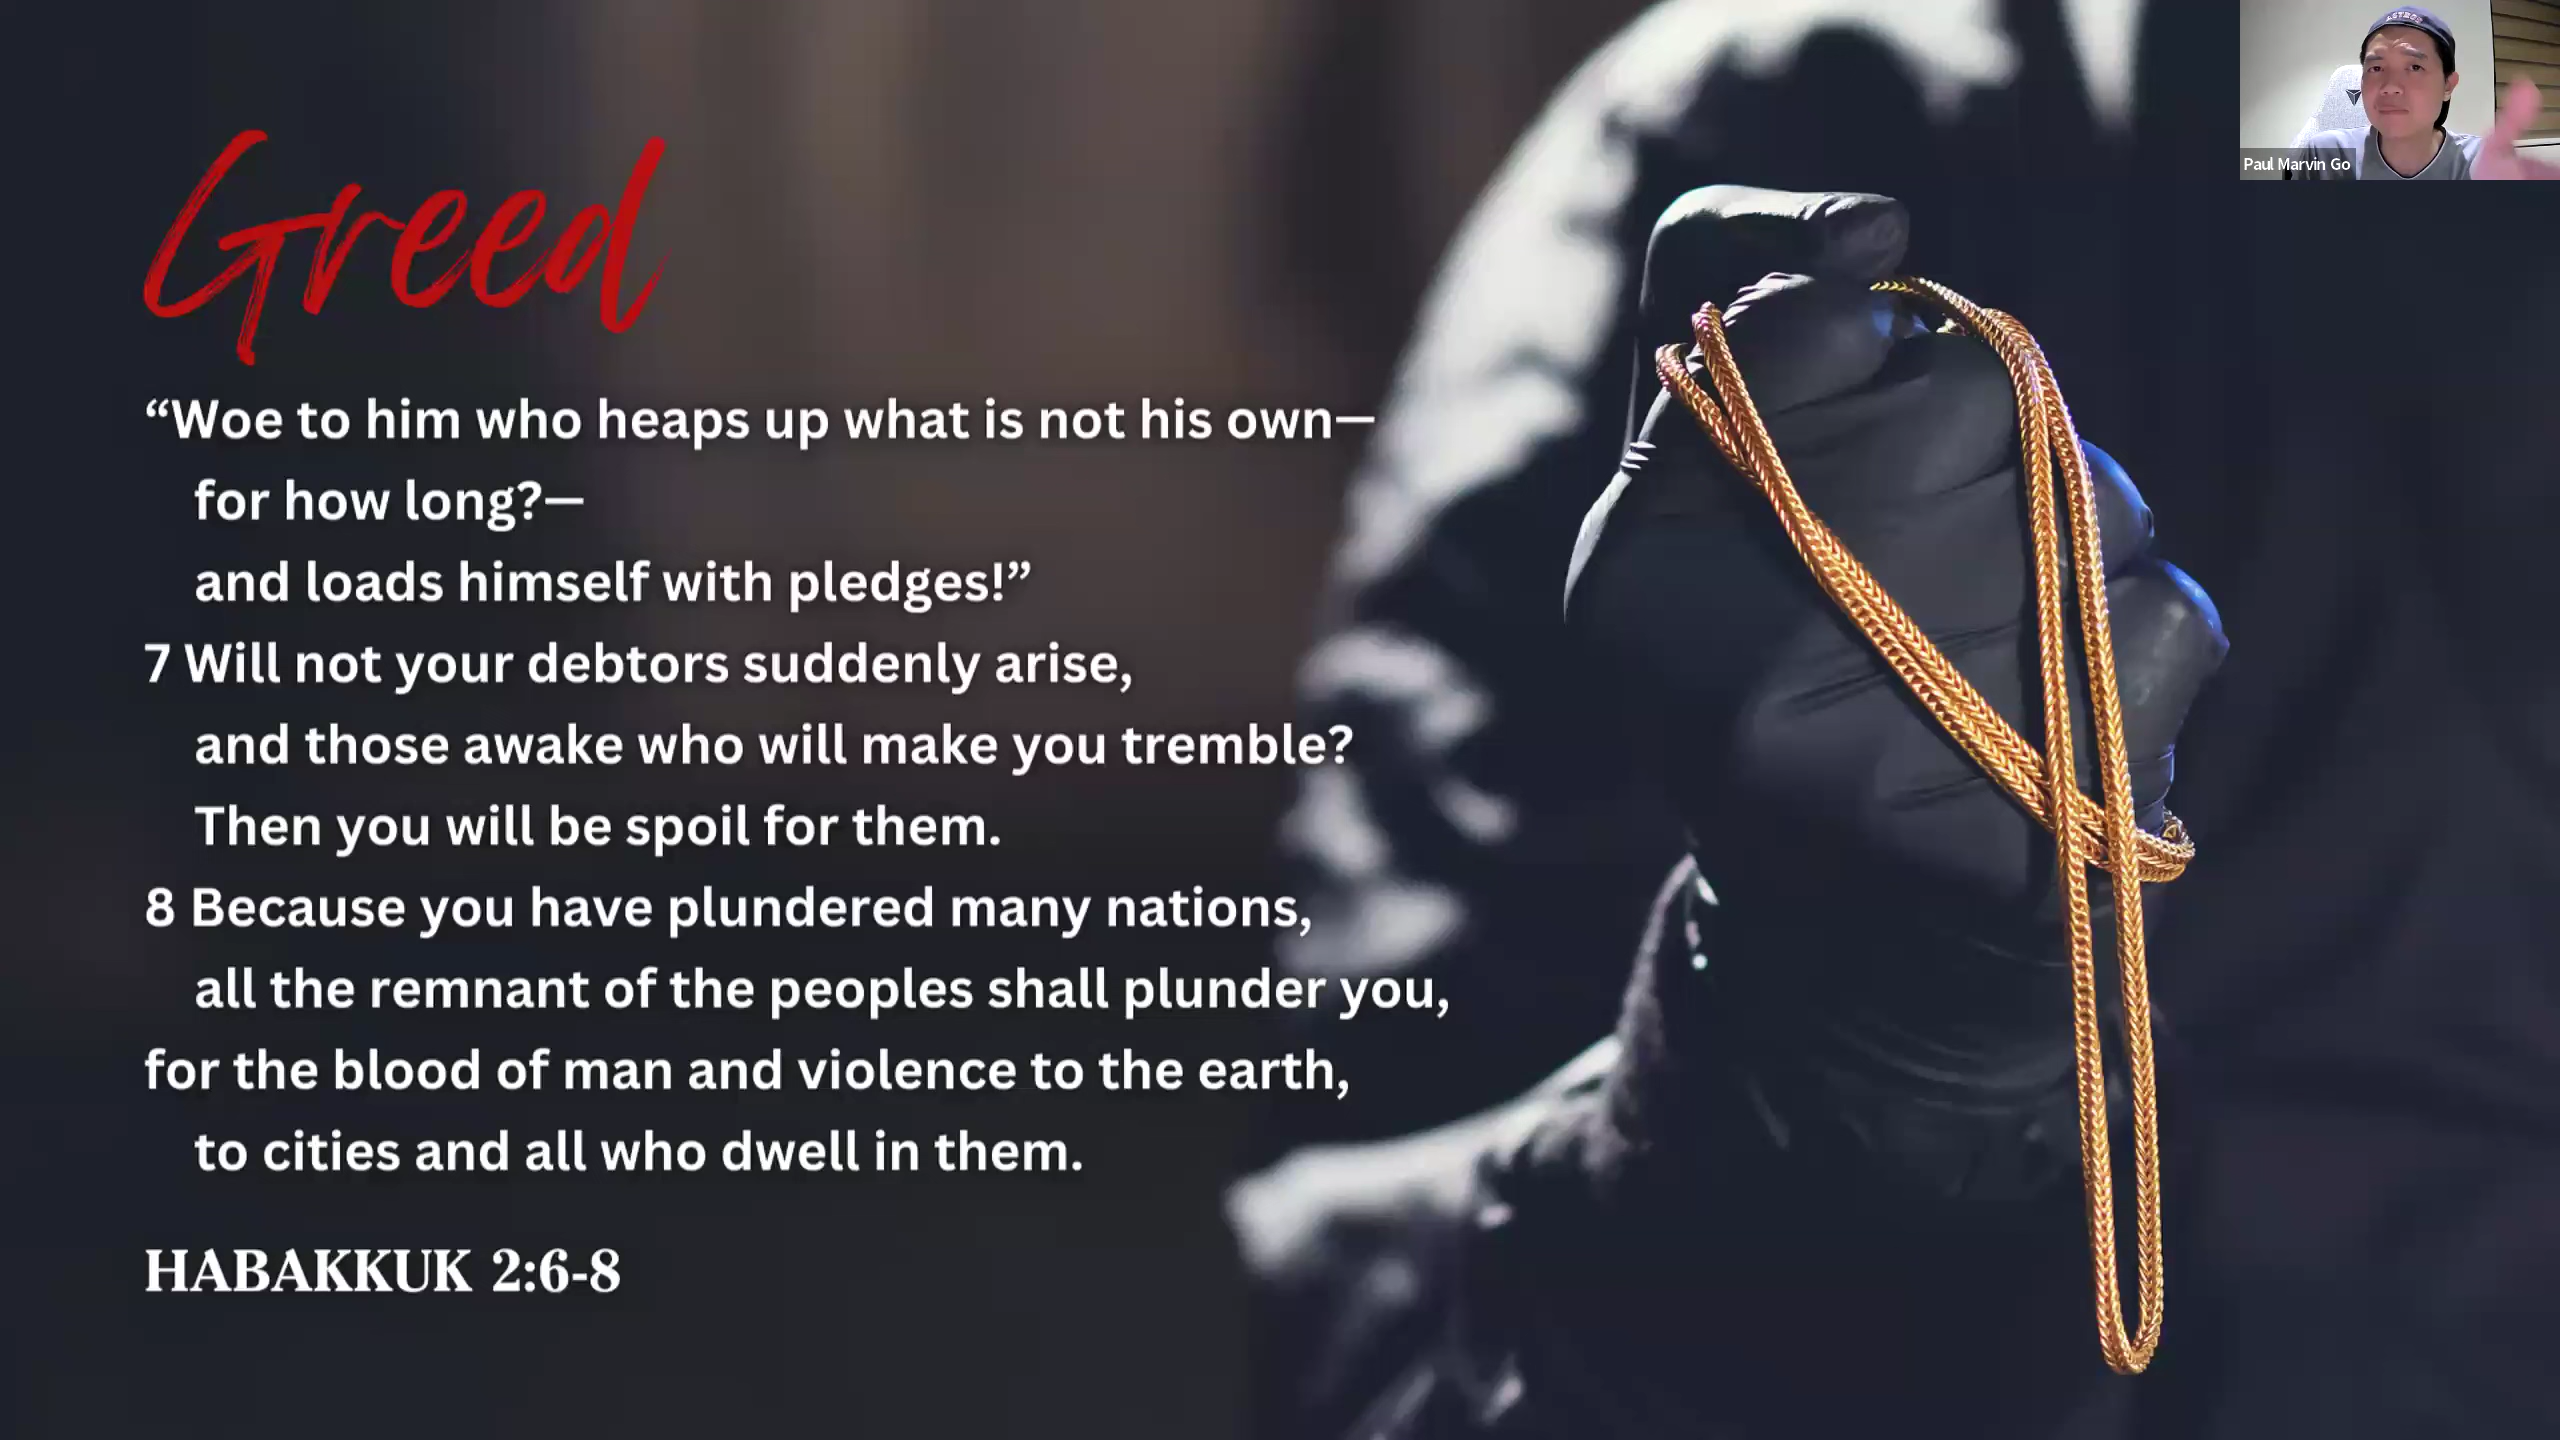 Greed
“Woe to him who heaps up what is not his own—
for how long?—
and loads himself with pledges!”
7 Will not your debtors suddenly arise,
and those awake who will make you tremble?
Then you will be spoil for them.
8 Because you have plundered many nations,
all the remnant of the peoples shall plunder you,
for the blood of man and violence to the earth,
to cities and all who dwell in them.
HABAKKUK 2:6-8
Paul Marvin Go